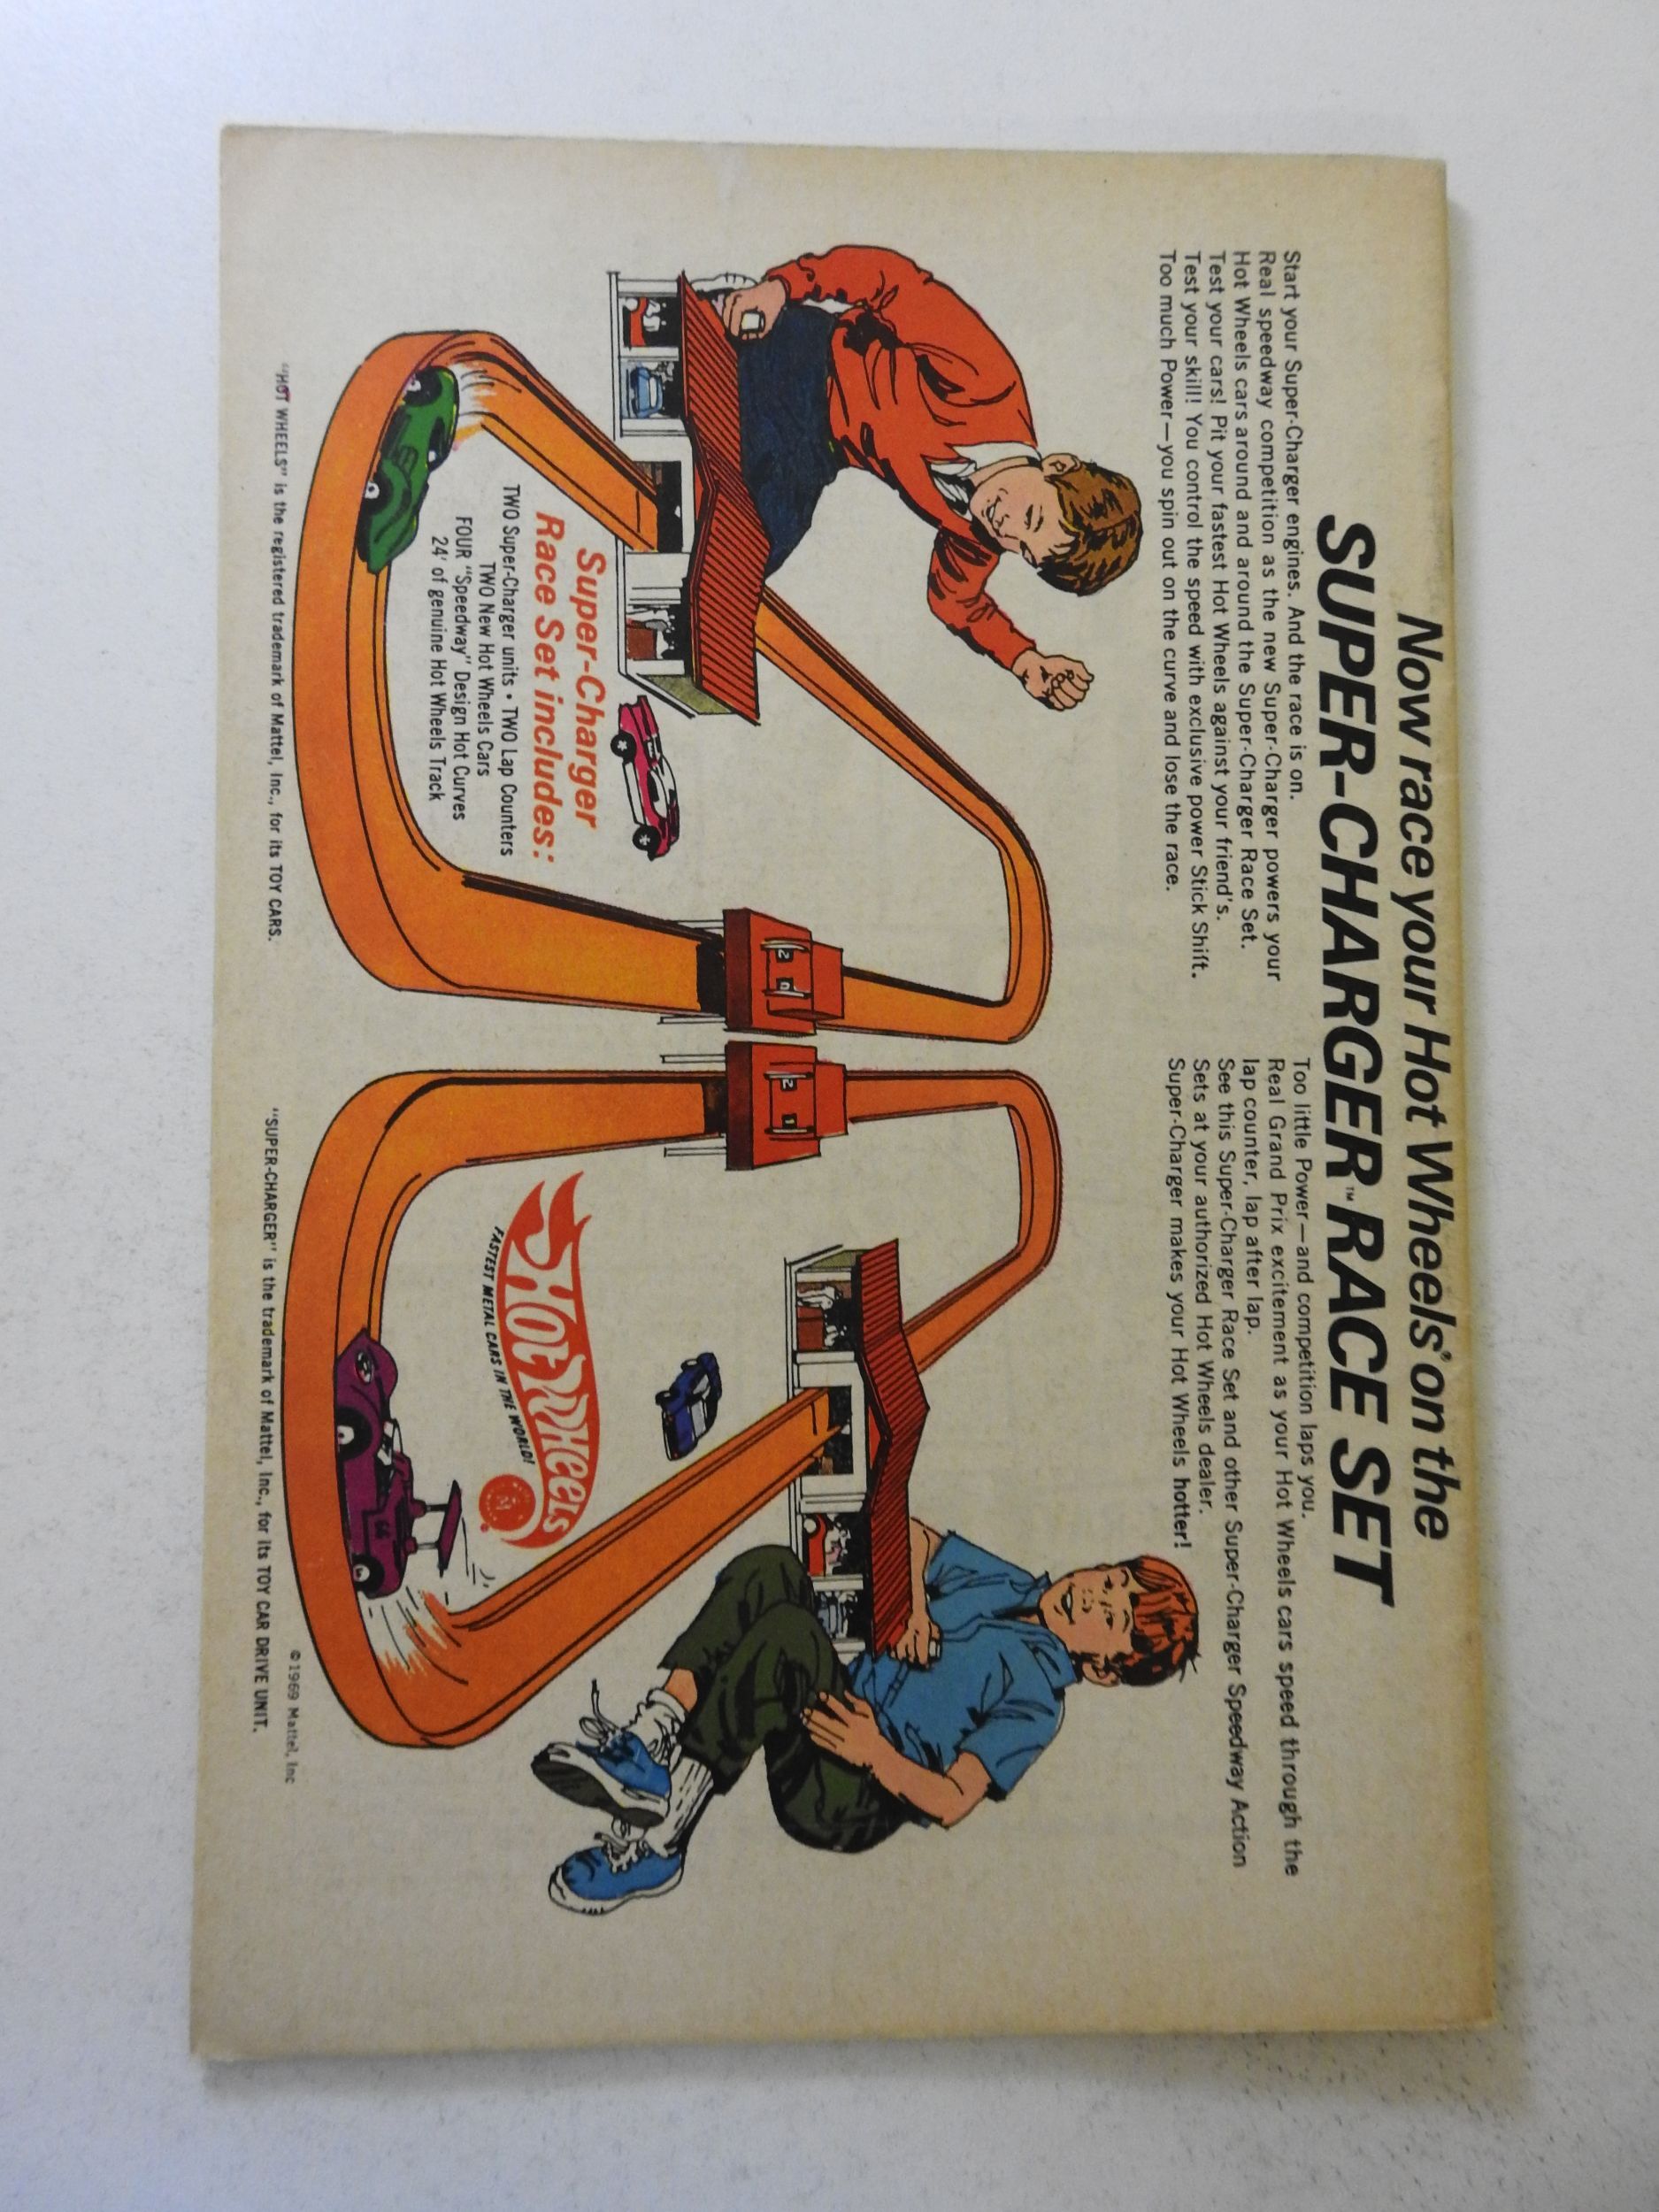 Now race your Hot Wheels® on the
SUPER-CHARGER™ RACE SET
Start your Super-Charger engines. And the race is on.
Real speedway competition as the new Super-Charger powers your
Hot Wheels cars around and around the Super-Charger Race Set.
Test your cars! Pit your fastest Hot Wheels against your friend's.
Test your skill! You control the speed with exclusive power Stick Shift.
Too much Power—you spin out on the curve and lose the race.
Too little Power—and competition laps you.
Real Grand Prix excitement as your Hot Wheels cars speed through the
lap counter, lap after lap.
See this Super-Charger Race Set and other Super-Charger Speedway Action
Sets at your authorized Hot Wheels dealer.
Super-Charger makes your Hot Wheels hotter!
2 0
2 1
Super-Charger
Race Set includes:
TWO Super-Charger units • TWO Lap Counters
TWO New Hot Wheels Cars
FOUR "Speedway" Design Hot Curves
24' of genuine Hot Wheels Track
HOT WHEELS®
FASTEST METAL CARS IN THE WORLD!
©1969 Mattel, Inc
"HOT WHEELS" is the registered trademark of Mattel, Inc., for its TOY CARS.
"SUPER-CHARGER" is the trademark of Mattel, Inc., for its TOY CAR DRIVE UNIT.